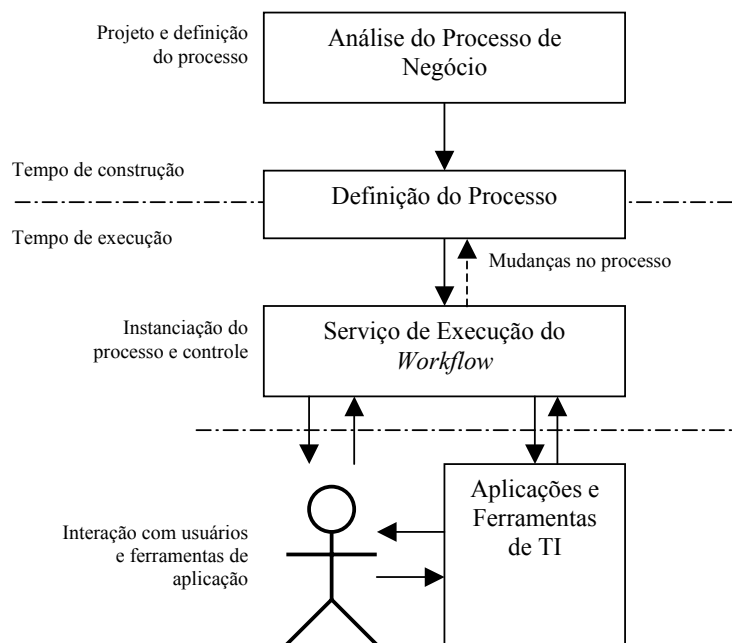 Projeto e definição
do processo
Análise do Processo de
Negócio
Tempo de construção
Definição do Processo
Tempo de execução
Mudanças no processo
Instanciação do
processo e controle
Serviço de Execução do
Workflow
Interação com usuários
e ferramentas de
aplicação
Aplicações e
Ferramentas
de TI